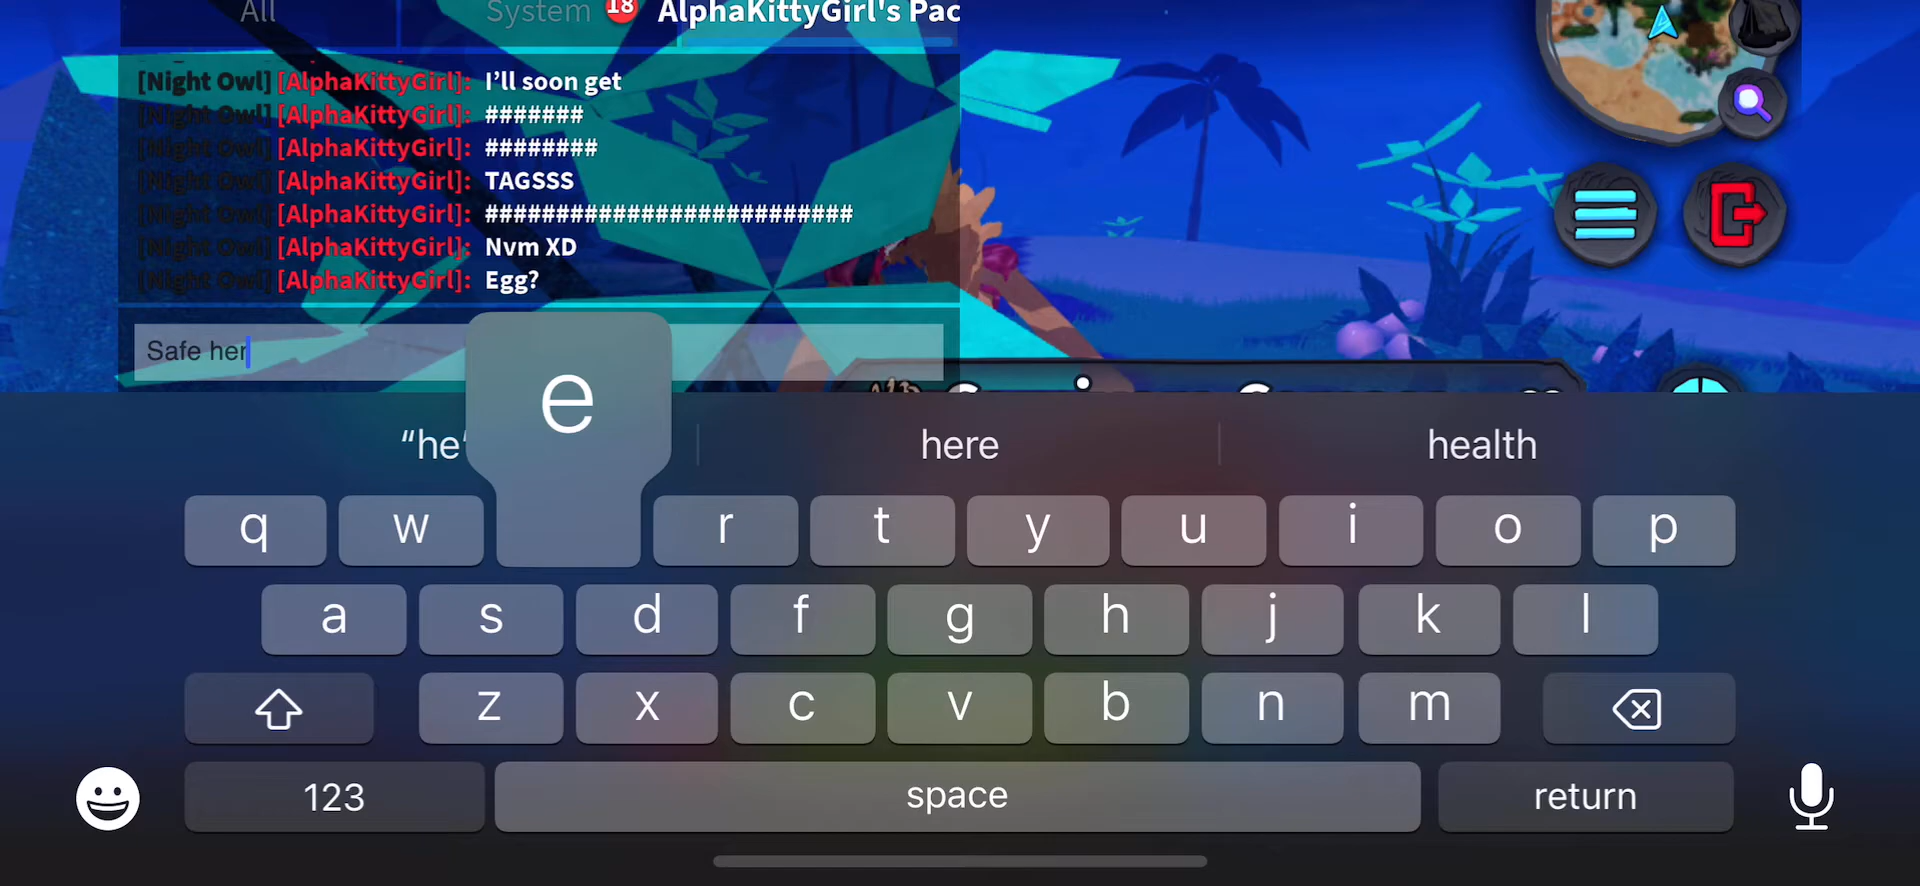 All System 18 AlphaKittyGirl's Pac
[Night Owl] [AlphaKittyGirl]: I'll soon get
[Night Owl] [AlphaKittyGirl]: #######
[Night Owl] [AlphaKittyGirl]: ########
[Night Owl] [AlphaKittyGirl]: TAGSSS
[Night Owl] [AlphaKittyGirl]: ##########################
[Night Owl] [AlphaKittyGirl]: Nvm XD
[Night Owl] [AlphaKittyGirl]: Egg?
Safe her
e
“he here health
q w r t y u i o p
a s d f g h j k l
z x c v b n m
123 space return